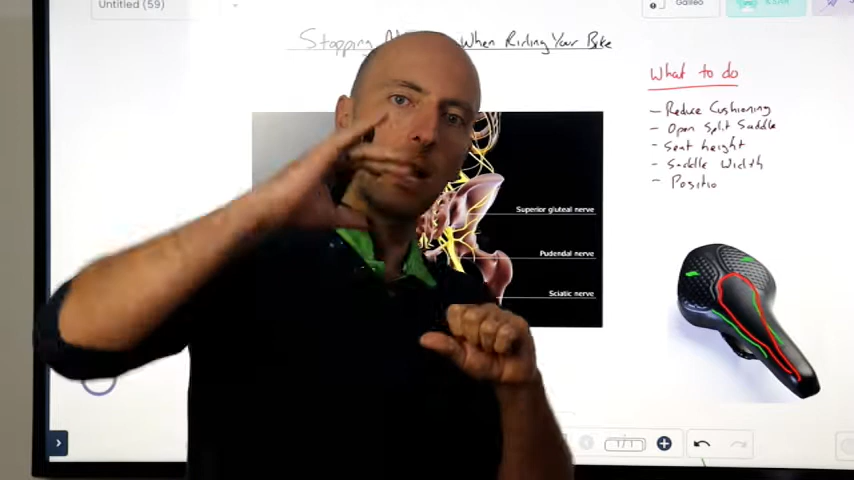 Untitled (59)
Galileo
Stopping When Riding Your Bike
What to do
- Reduce Cushioning
- Open Split Saddle
- Seat height
- Saddle Width
- Positio
Superior gluteal nerve
Pudendal nerve
Sciatic nerve
1/1